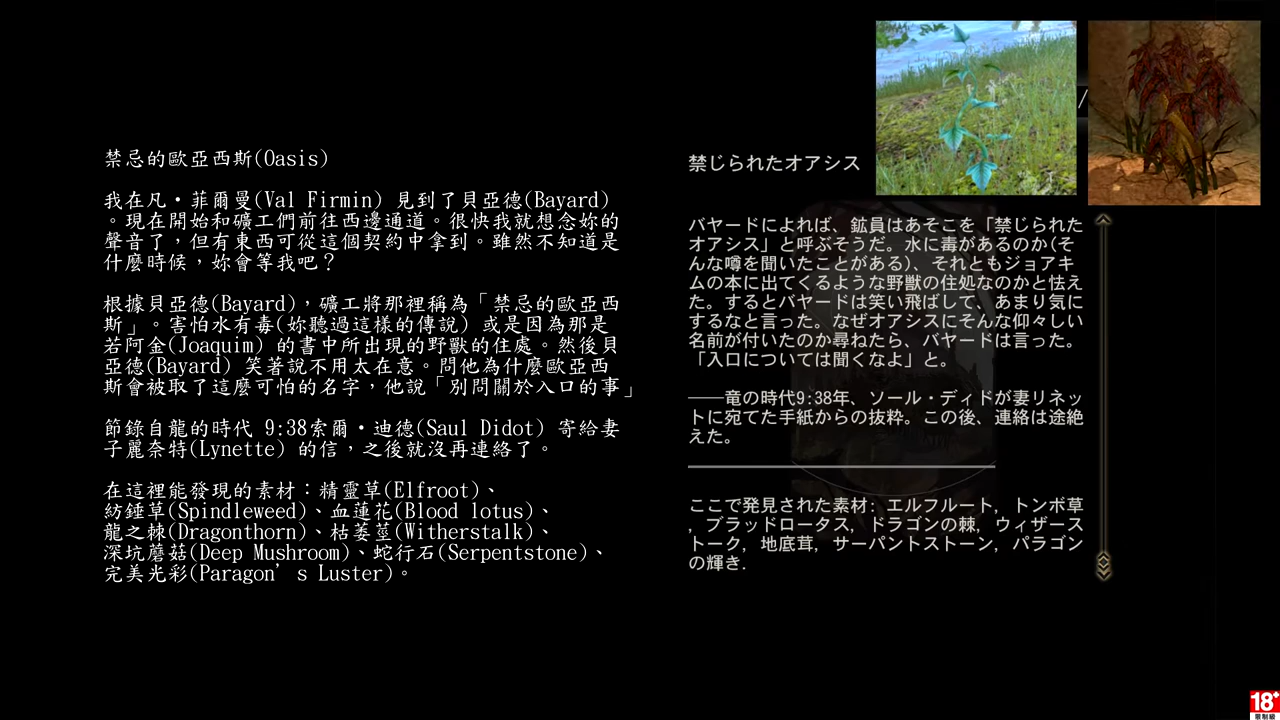 禁忌的歐亞西斯(Oasis)
我在凡・菲爾曼(Val Firmin) 見到了貝亞德(Bayard)
。現在開始和礦工們前往西邊通道。很快我就想念妳的
聲音了，但有東西可從這個契約中拿到。雖然不知道是
什麼時候，妳會等我吧？
根據貝亞德(Bayard)，礦工將那裡稱為「禁忌的歐亞西
斯」。害怕水有毒(妳聽過這樣的傳說) 或是因為那是
若阿金(Joaquim) 的書中所出現的野獸的住處。然後貝
亞德(Bayard) 笑著說不用太在意。問他為什麼歐亞西
斯會被取了這麼可怕的名字，他說「別問關於入口的事」
節錄自龍的時代 9:38索爾・迪德(Saul Didot) 寄給妻
子麗奈特(Lynette) 的信，之後就沒再連絡了。
在這裡能發現的素材：精靈草(Elfroot)、
紡錘草(Spindleweed)、血蓮花(Blood lotus)、
龍之棘(Dragonthorn)、枯萎莖(Witherstalk)、
深坑蘑菇(Deep Mushroom)、蛇行石(Serpentstone)、
完美光彩(Paragon’s Luster)。
禁じられたオアシス
バヤードによれば、鉱員はあそこを「禁じられた
オアシス」と呼ぶそうだ。水に毒があるのか(そ
んな噂を聞いたことがある)、それともジョアキ
ムの本に出てくるような野獣の住処なのかと怯え
た。するとバヤードは笑い飛ばして、あまり気に
するなと言った。なぜオアシスにそんな仰々しい
名前が付いたのか尋ねたら、バヤードは言った。
「入口については聞くなよ」と。
――竜の時代9:38年、ソール・ディドが妻リネッ
トに宛てた手紙からの抜粋。この後、連絡は途絶
えた。
ここで発見された素材: エルフルート, トンボ草
, ブラッドロータス, ドラゴンの棘, ウィザース
トーク, 地底茸, サーパントストーン, パラゴン
の輝き.
/
18+
限制級